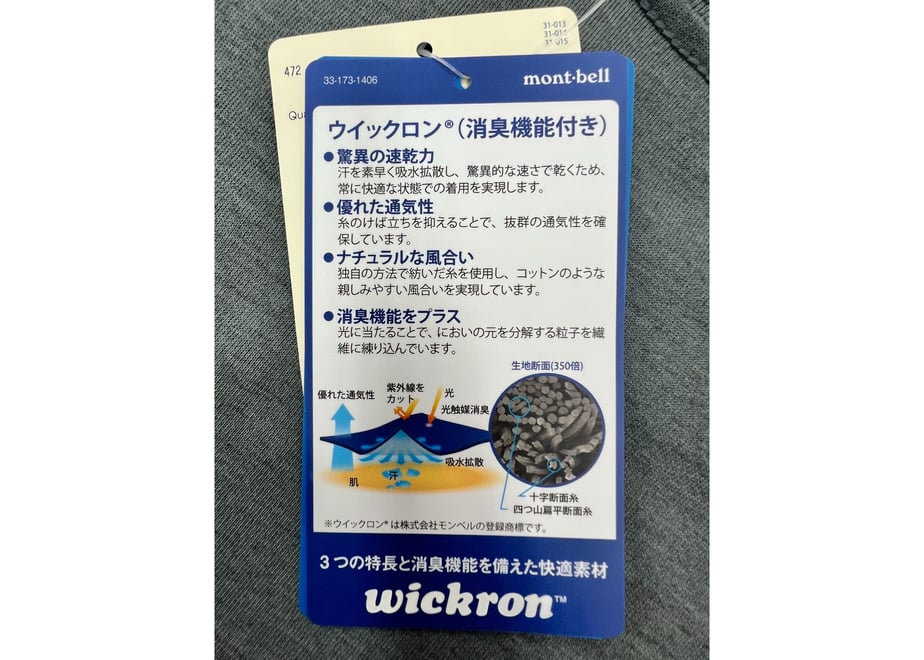 31-013
31-01
31-015
472
Qu
33-173-1406
mont·bell
ウイックロン®(消臭機能付き)
●驚異の速乾力
汗を素早く吸水拡散し、驚異的な速さで乾くため、
常に快適な状態での着用を実現します。
●優れた通気性
糸のけば立ちを抑えることで、抜群の通気性を確
保しています。
●ナチュラルな風合い
独自の方法で紡いだ糸を使用し、コットンのような
親しみやすい風合いを実現しています。
●消臭機能をプラス
光に当たることで、においの元を分解する粒子を繊
維に練り込んでいます。
生地断面(350倍)
優れた通気性
紫外線を
カット
光
光触媒消臭
吸水拡散
汗
肌
十字断面糸
四つ山扁平断面糸
※ウイックロン®は株式会社モンベルの登録商標です。
3つの特長と消臭機能を備えた快適素材
wickron™